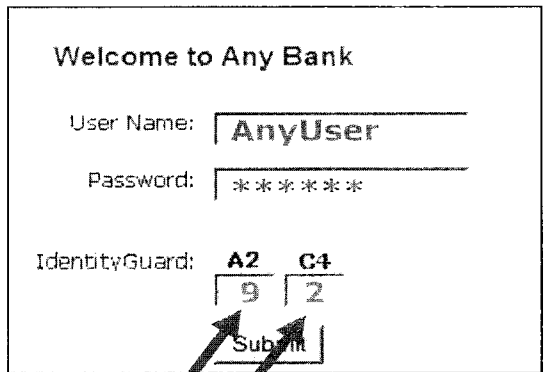 Welcome to Any Bank
User Name: AnyUser
Password: ******
IdentityGuard: A2 C4
9 2
Submit